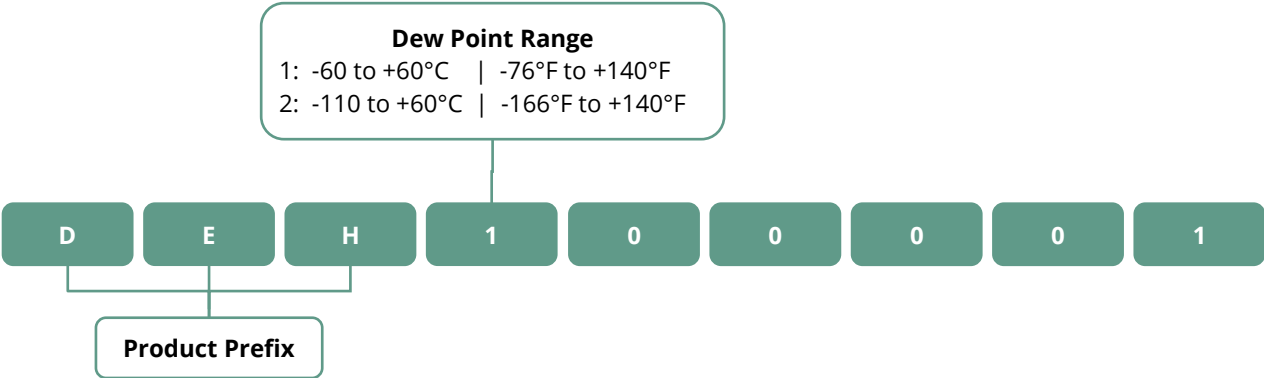 Dew Point Range
1: -60 to +60°C | -76°F to +140°F
2: -110 to +60°C | -166°F to +140°F
D E H 1 0 0 0 0 1
Product Prefix